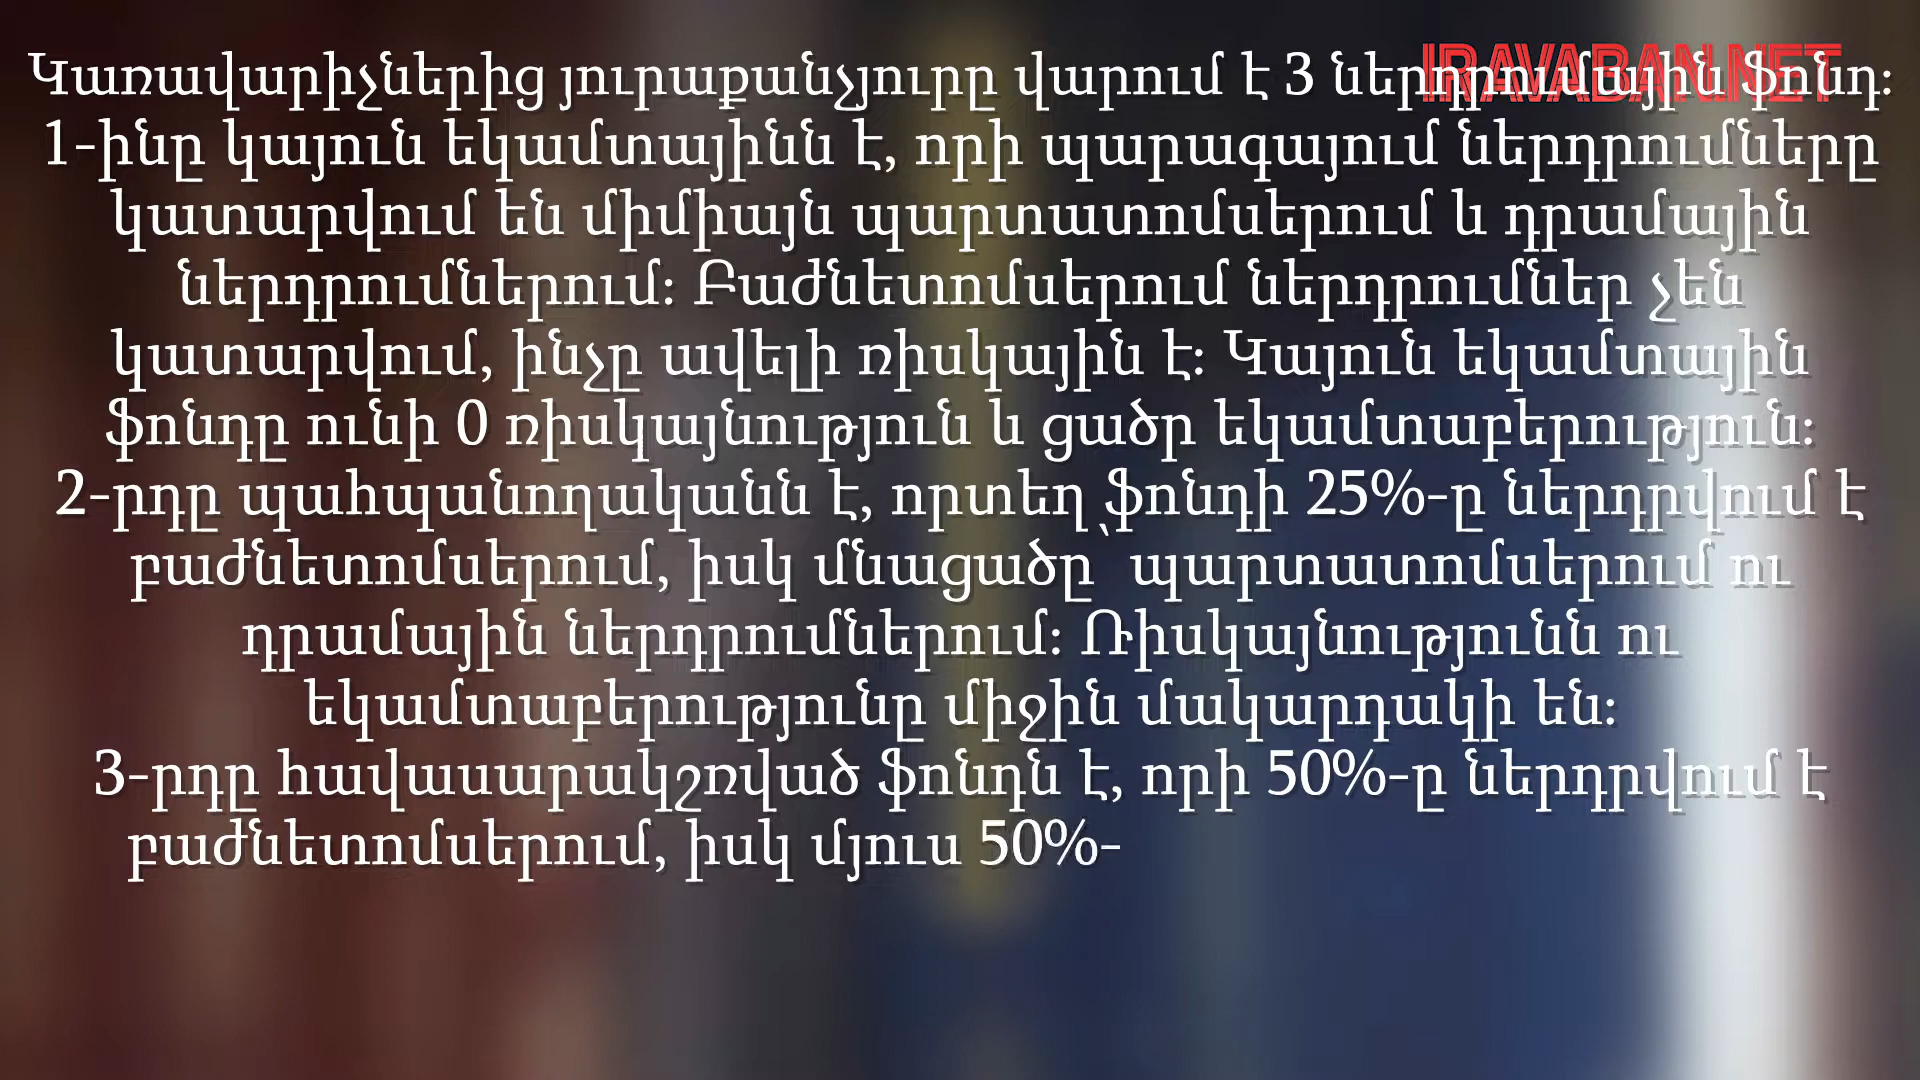 IRAVABAN.NET
Կառավարիչներից յուրաքանչյուրը վարում է 3 ներդրումային ֆոնդ։
1-ինը կայուն եկամտայինն է, որի պարագայում ներդրումները
կատարվում են միմիայն պարտատոմսերում և դրամային
ներդրումներում։ Բաժնետոմսերում ներդրումներ չեն
կատարվում, ինչը ավելի ռիսկային է։ Կայուն եկամտային
ֆոնդը ունի 0 ռիսկայնություն և ցածր եկամտաբերություն։
2-րդը պահպանողականն է, որտեղ ֆոնդի 25%-ը ներդրվում է
բաժնետոմսերում, իսկ մնացածը՝ պարտատոմսերում ու
դրամային ներդրումներում։ Ռիսկայնությունն ու
եկամտաբերությունը միջին մակարդակի են։
3-րդը հավասարակշռված ֆոնդն է, որի 50%-ը ներդրվում է
բաժնետոմսերում, իսկ մյուս 50%-